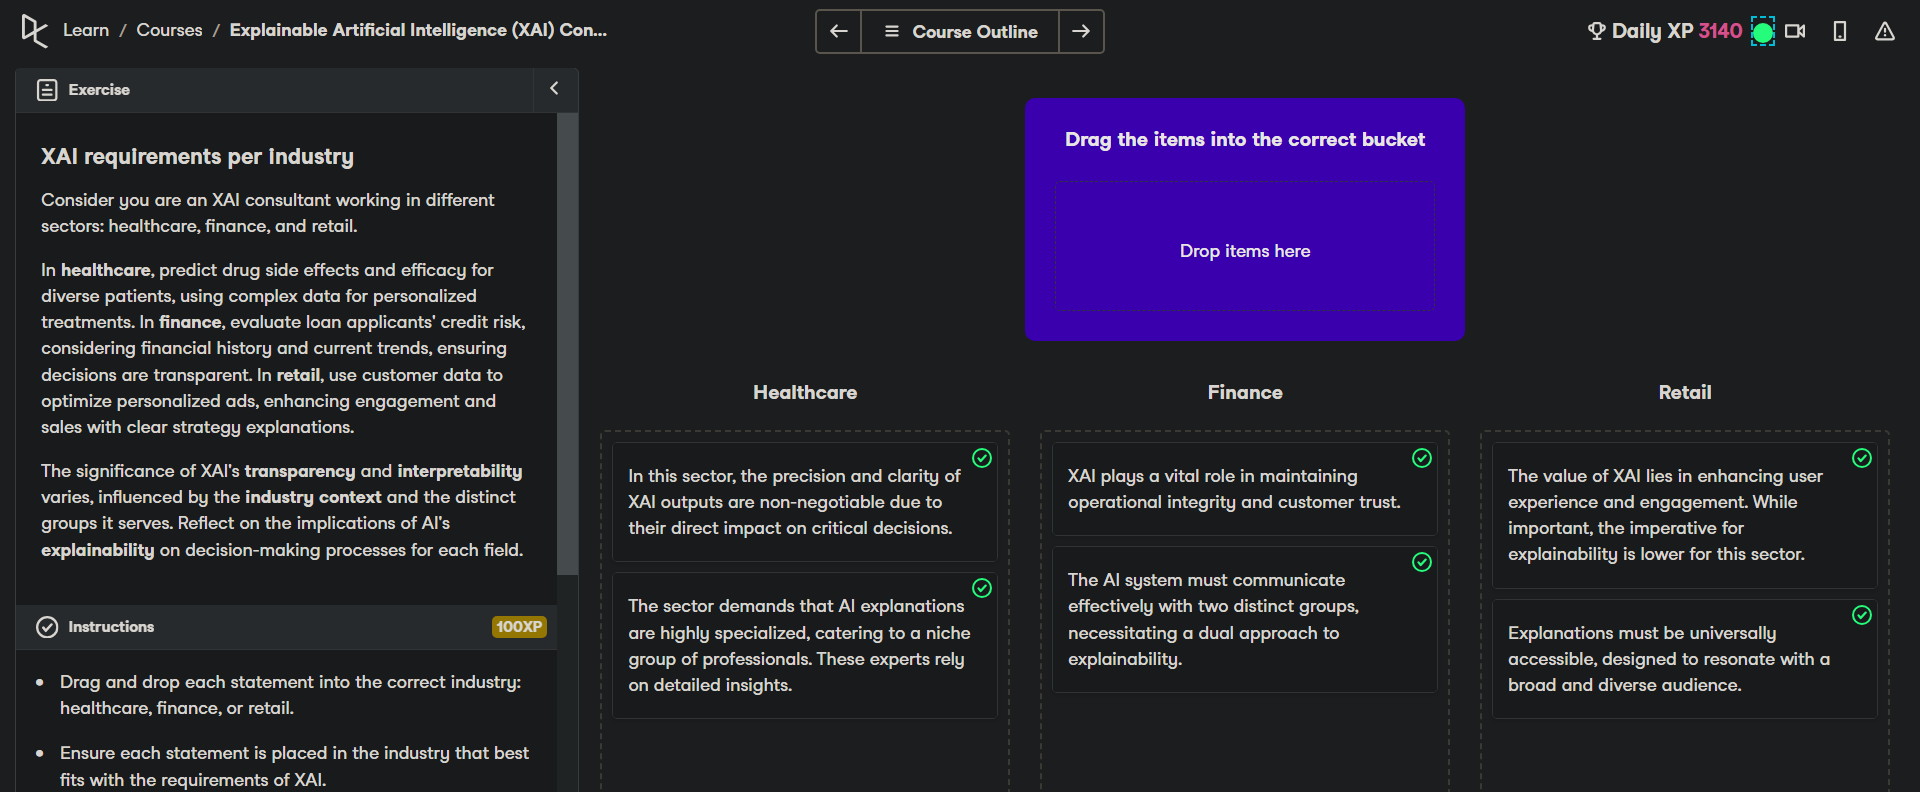 Learn / Courses / Explainable Artificial Intelligence (XAI) Con...
Course Outline
Daily XP 3140
Exercise
XAI requirements per industry
Consider you are an XAI consultant working in different
sectors: healthcare, finance, and retail.
In healthcare, predict drug side effects and efficacy for
diverse patients, using complex data for personalized
treatments. In finance, evaluate loan applicants' credit risk,
considering financial history and current trends, ensuring
decisions are transparent. In retail, use customer data to
optimize personalized ads, enhancing engagement and
sales with clear strategy explanations.
The significance of XAI's transparency and interpretability
varies, influenced by the industry context and the distinct
groups it serves. Reflect on the implications of AI's
explainability on decision-making processes for each field.
Instructions
100XP
• Drag and drop each statement into the correct industry:
healthcare, finance, or retail.
• Ensure each statement is placed in the industry that best
fits with the requirements of XAI.
Drag the items into the correct bucket
Drop items here
Healthcare
In this sector, the precision and clarity of
XAI outputs are non-negotiable due to
their direct impact on critical decisions.
The sector demands that AI explanations
are highly specialized, catering to a niche
group of professionals. These experts rely
on detailed insights.
Finance
XAI plays a vital role in maintaining
operational integrity and customer trust.
The AI system must communicate
effectively with two distinct groups,
necessitating a dual approach to
explainability.
Retail
The value of XAI lies in enhancing user
experience and engagement. While
important, the imperative for
explainability is lower for this sector.
Explanations must be universally
accessible, designed to resonate with a
broad and diverse audience.